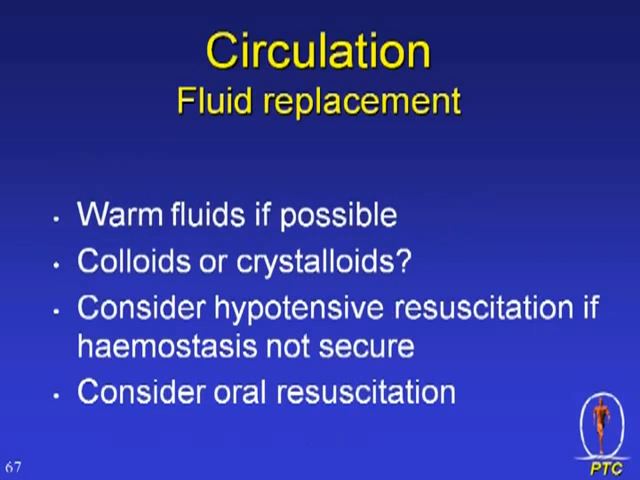 Circulation
Fluid replacement
• Warm fluids if possible
• Colloids or crystalloids?
• Consider hypotensive resuscitation if
haemostasis not secure
• Consider oral resuscitation
67
PTC